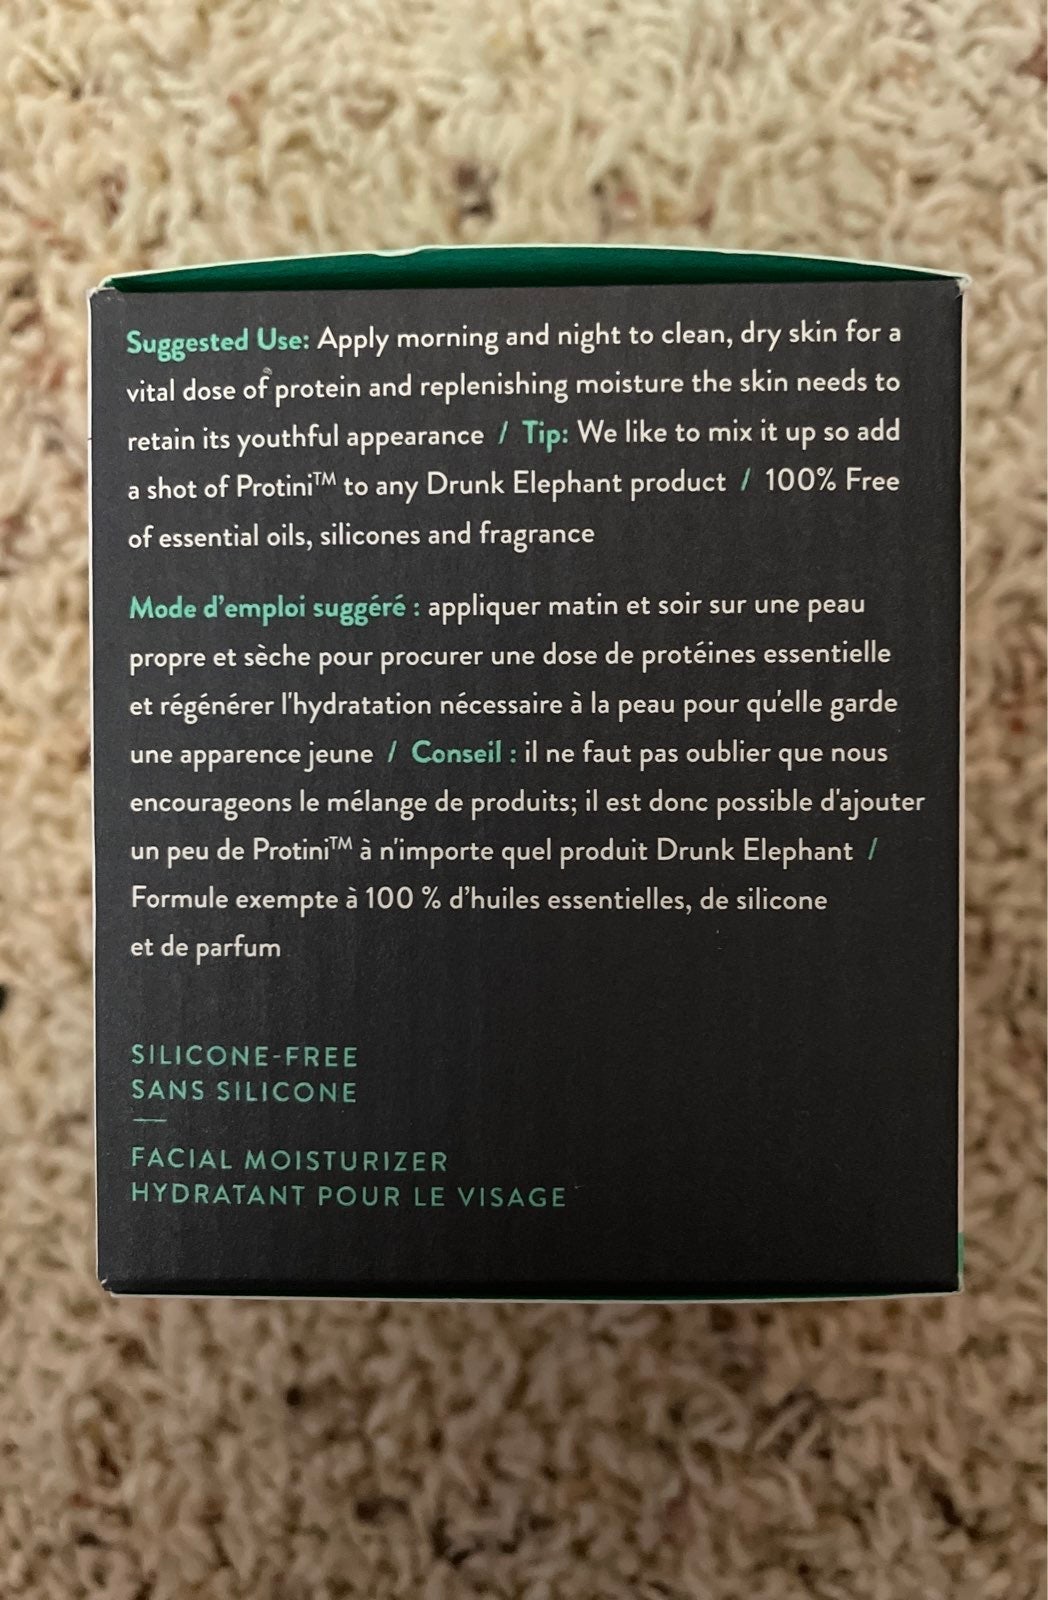 Suggested Use: Apply morning and night to clean, dry skin for a
vital dose of protein and replenishing moisture the skin needs to
retain its youthful appearance / Tip: We like to mix it up so add
a shot of Protini™ to any Drunk Elephant product / 100% Free
of essential oils, silicones and fragrance
Mode d’emploi suggéré : appliquer matin et soir sur une peau
propre et sèche pour procurer une dose de protéines essentielle
et régénérer l'hydratation nécessaire à la peau pour qu'elle garde
une apparence jeune / Conseil : il ne faut pas oublier que nous
encourageons le mélange de produits; il est donc possible d'ajouter
un peu de Protini™ à n'importe quel produit Drunk Elephant /
Formule exempte à 100 % d’huiles essentielles, de silicone
et de parfum
SILICONE-FREE
SANS SILICONE
FACIAL MOISTURIZER
HYDRATANT POUR LE VISAGE